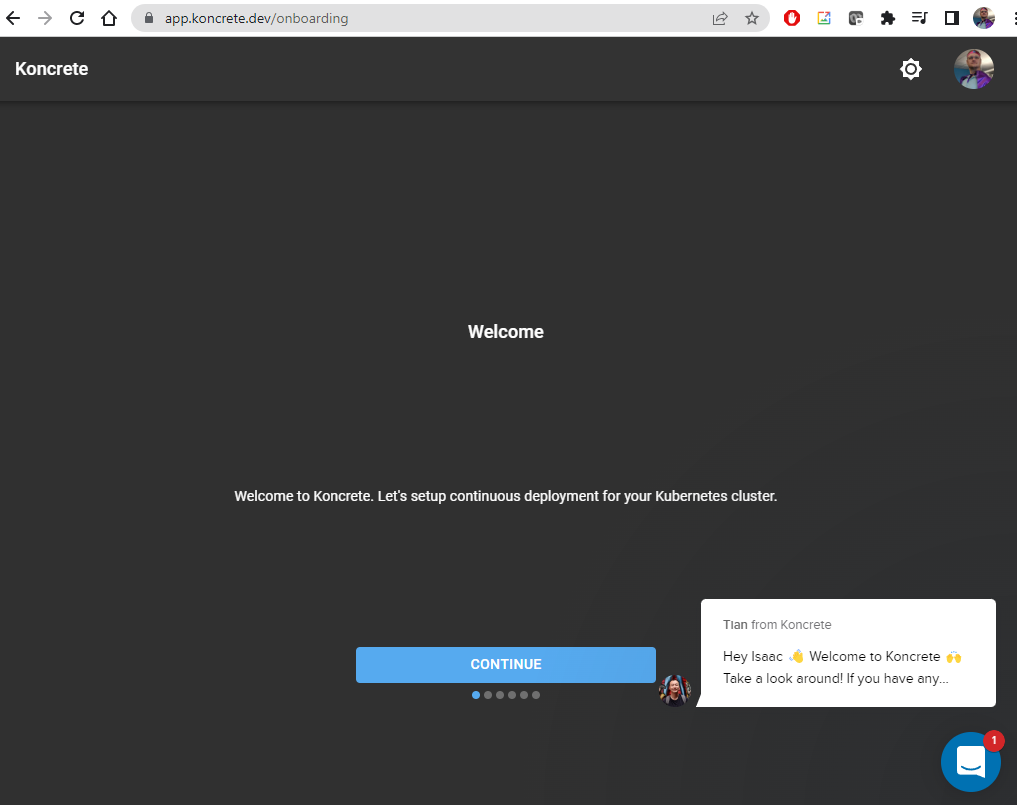 app.koncrete.dev/onboarding
Koncrete
Welcome
Welcome to Koncrete. Let's setup continuous deployment for your Kubernetes cluster.
Tian from Koncrete
Hey Isaac 👋 Welcome to Koncrete 🙌
Take a look around! If you have any...
CONTINUE
1